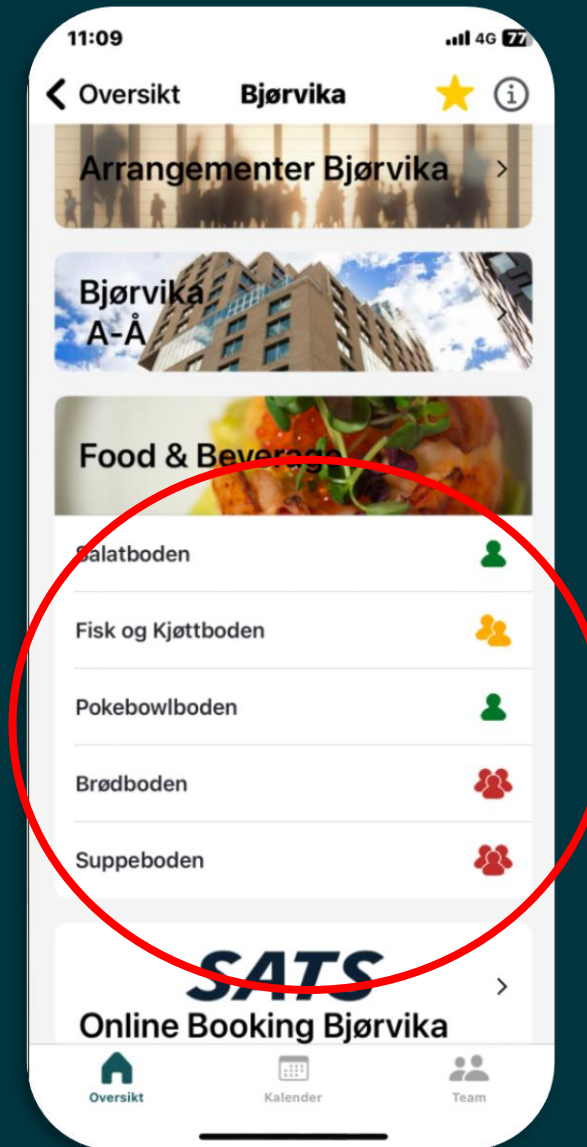 11:09
4G 77
Oversikt Bjørvika
Arrangementer Bjørvika
Bjørvika
A-Å
Food & Beverage
Salatboden
Fisk og Kjøttboden
Pokebowlboden
Brødboden
Suppeboden
SATS
Online Booking Bjørvika
Oversikt Kalender Team